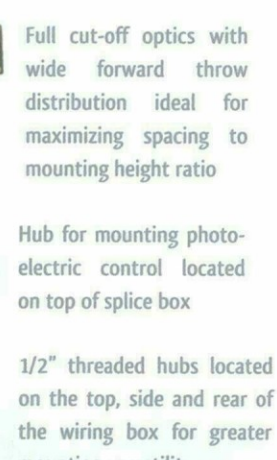 Full cut-off optics with
wide forward throw
distribution ideal for
maximizing spacing to
mounting height ratio
Hub for mounting photo-
electric control located
on top of splice box
1/2" threaded hubs located
on the top, side and rear of
the wiring box for greater